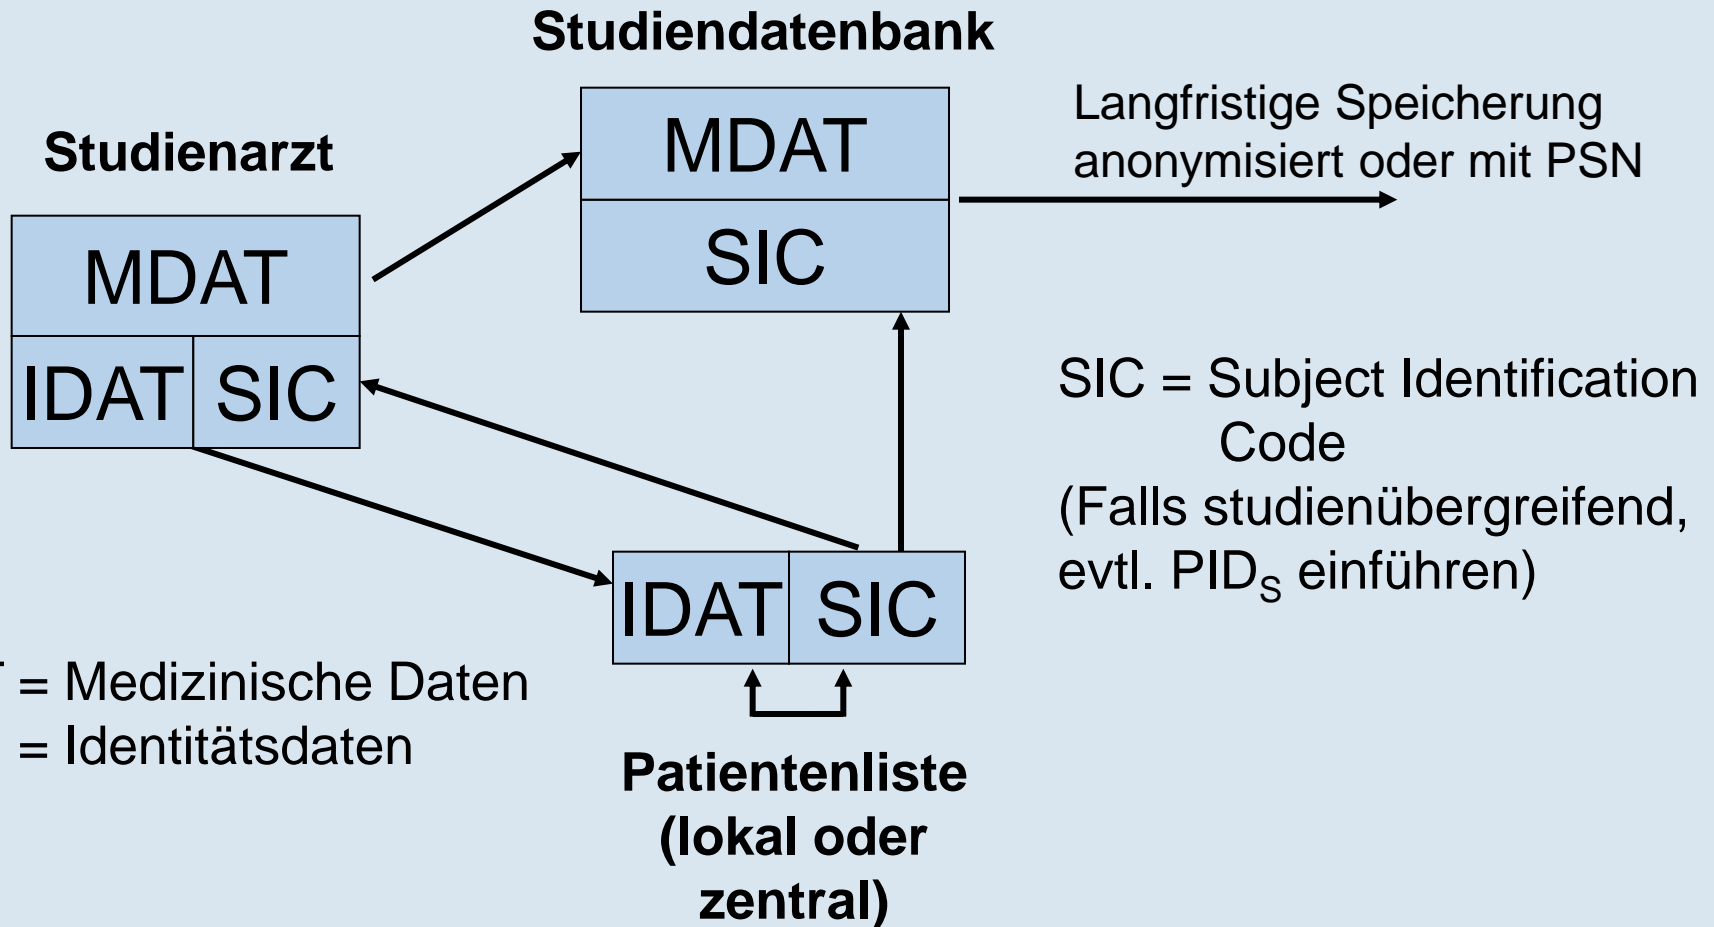 Studiendatenbank
Studienarzt
MDAT
SIC
Langfristige Speicherung
anonymisiert oder mit PSN
MDAT
IDAT SIC
SIC = Subject Identification
Code
(Falls studienübergreifend,
evtl. PIDS einführen)
IDAT SIC
= Medizinische Daten
= Identitätsdaten
Patientenliste
(lokal oder
zentral)